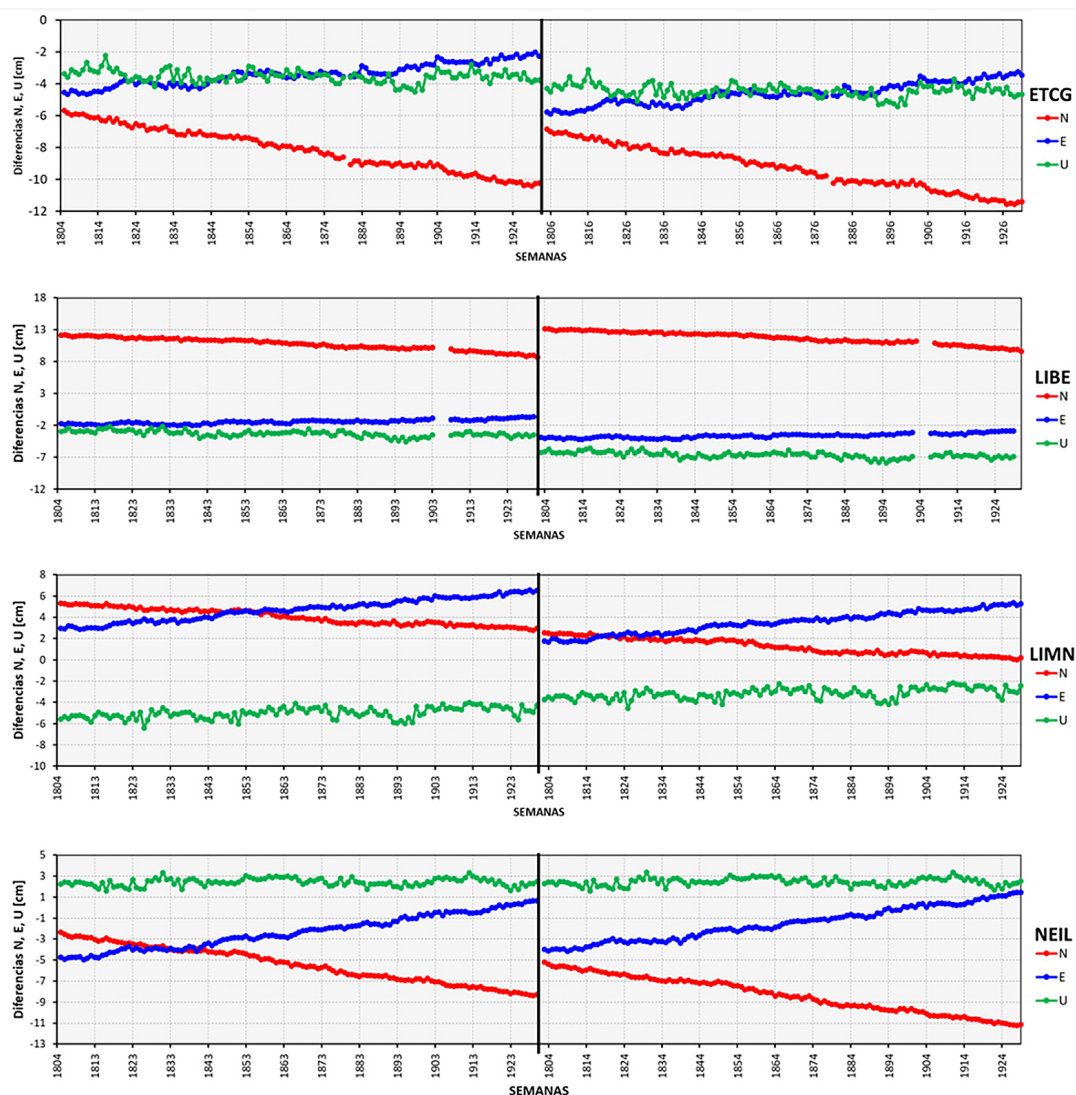 Diferencias N, E, U [cm]
0
-2
-4
-6
-8
-10
-12
1804 1814 1824 1834 1844 1854 1864 1874 1884 1894 1904 1914 1924 1806 1816 1826 1836 1846 1856 1866 1876 1886 1896 1906 1916 1926
SEMANAS
ETCG
N
E
U
Diferencias N, E, U [cm]
18
13
8
3
-2
-7
-12
1804 1813 1823 1833 1843 1853 1863 1873 1883 1893 1903 1913 1923 1804 1814 1824 1834 1844 1854 1864 1874 1884 1894 1904 1914 1924
SEMANAS
LIBE
N
E
U
Diferencias N, E, U [cm]
8
6
4
2
0
-2
-4
-6
-8
-10
1804 1813 1823 1833 1843 1853 1863 1873 1883 1893 1903 1913 1923 1804 1814 1824 1834 1844 1854 1864 1874 1884 1894 1904 1914 1924
SEMANAS
LIMN
N
E
U
Diferencias N, E, U [cm]
5
3
1
-1
-3
-5
-7
-9
-11
-13
1804 1813 1823 1833 1843 1853 1863 1873 1883 1893 1903 1913 1923 1804 1814 1824 1834 1844 1854 1864 1874 1884 1894 1904 1914 1924
SEMANAS
NEIL
N
E
U